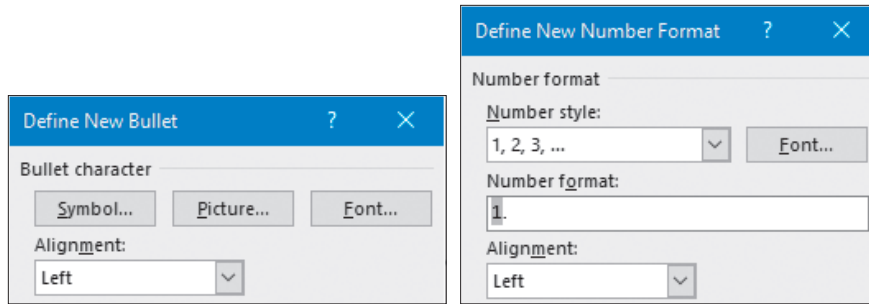 Define New Bullet ?
Bullet character
Symbol... Picture... Font...
Alignment:
Left
Define New Number Format ?
Number format
Number style:
1, 2, 3, ... Font...
Number format:
1.
Alignment:
Left